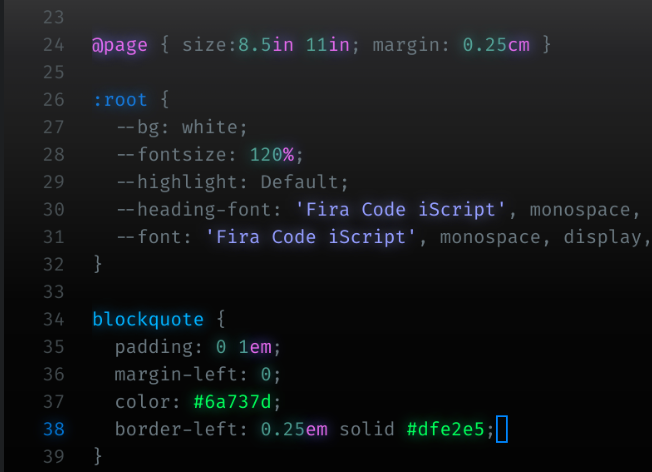 23
24 @page { size:8.5in 11in; margin: 0.25cm }
25
26 :root {
27   --bg: white;
28   --fontsize: 120%;
29   --highlight: Default;
30   --heading-font: 'Fira Code iScript', monospace,
31   --font: 'Fira Code iScript', monospace, display,
32 }
33
34 blockquote {
35   padding: 0 1em;
36   margin-left: 0;
37   color: #6a737d;
38   border-left: 0.25em solid #dfe2e5;
39 }